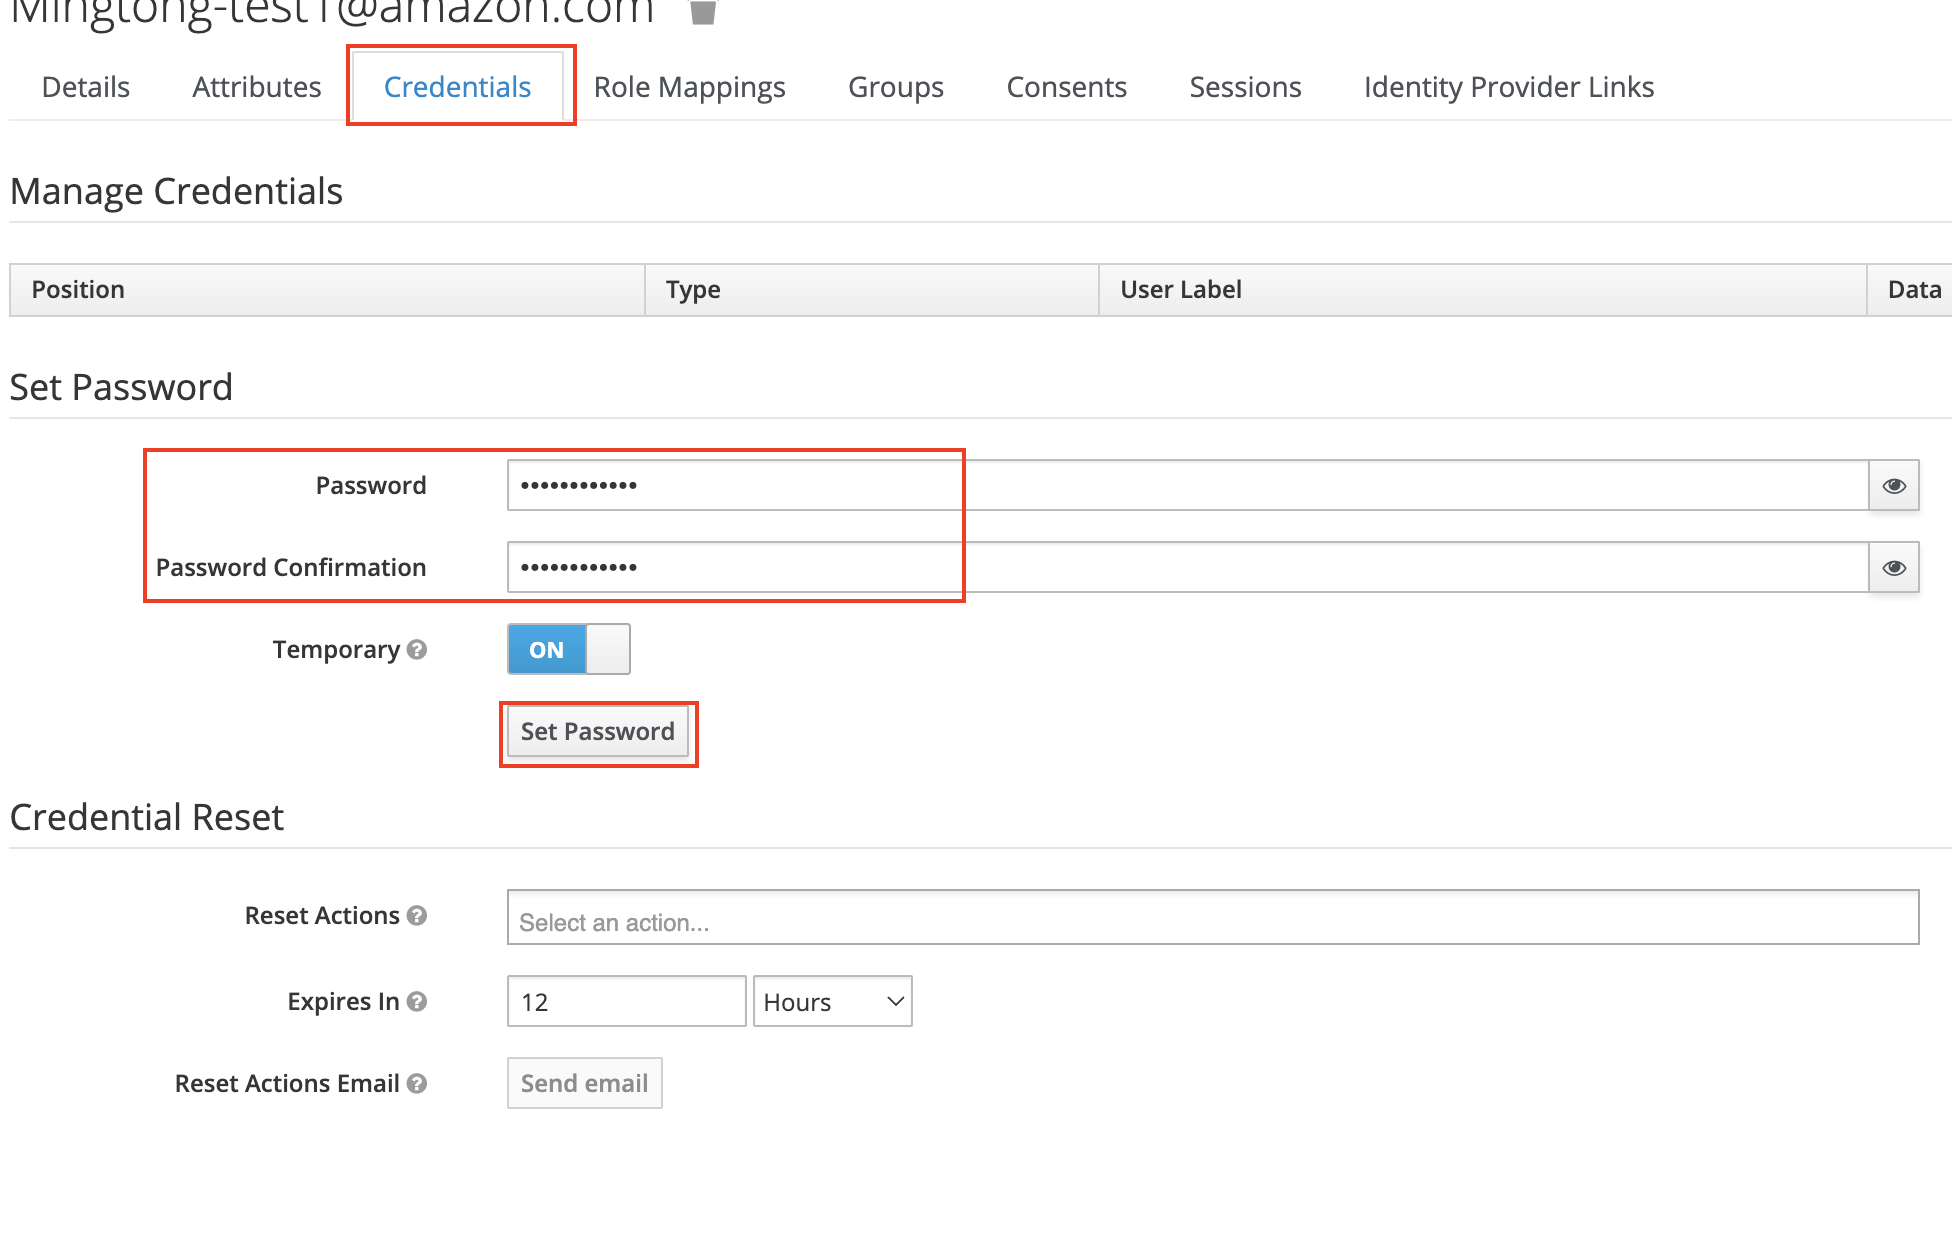 Mingtong-test1@amazon.com
Details Attributes Credentials Role Mappings Groups Consents Sessions Identity Provider Links
Manage Credentials
Position Type User Label Data
Set Password
Password ••••••••••••
Password Confirmation ••••••••••••
Temporary ON
Set Password
Credential Reset
Reset Actions Select an action...
Expires In 12 Hours
Reset Actions Email Send email